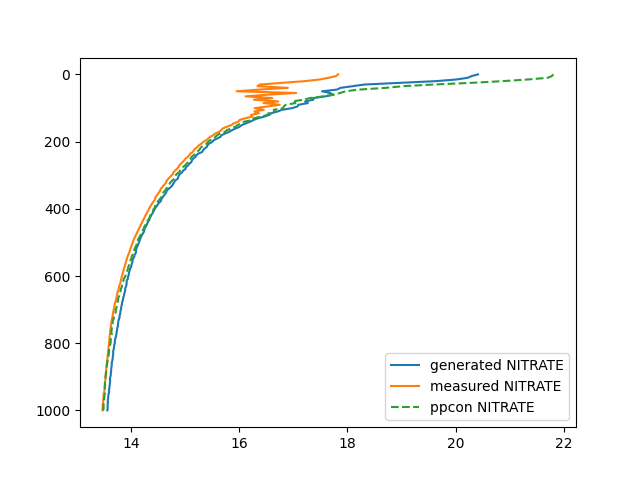 0
200
400
600
800
1000
14 16 18 20 22
generated NITRATE
measured NITRATE
ppcon NITRATE